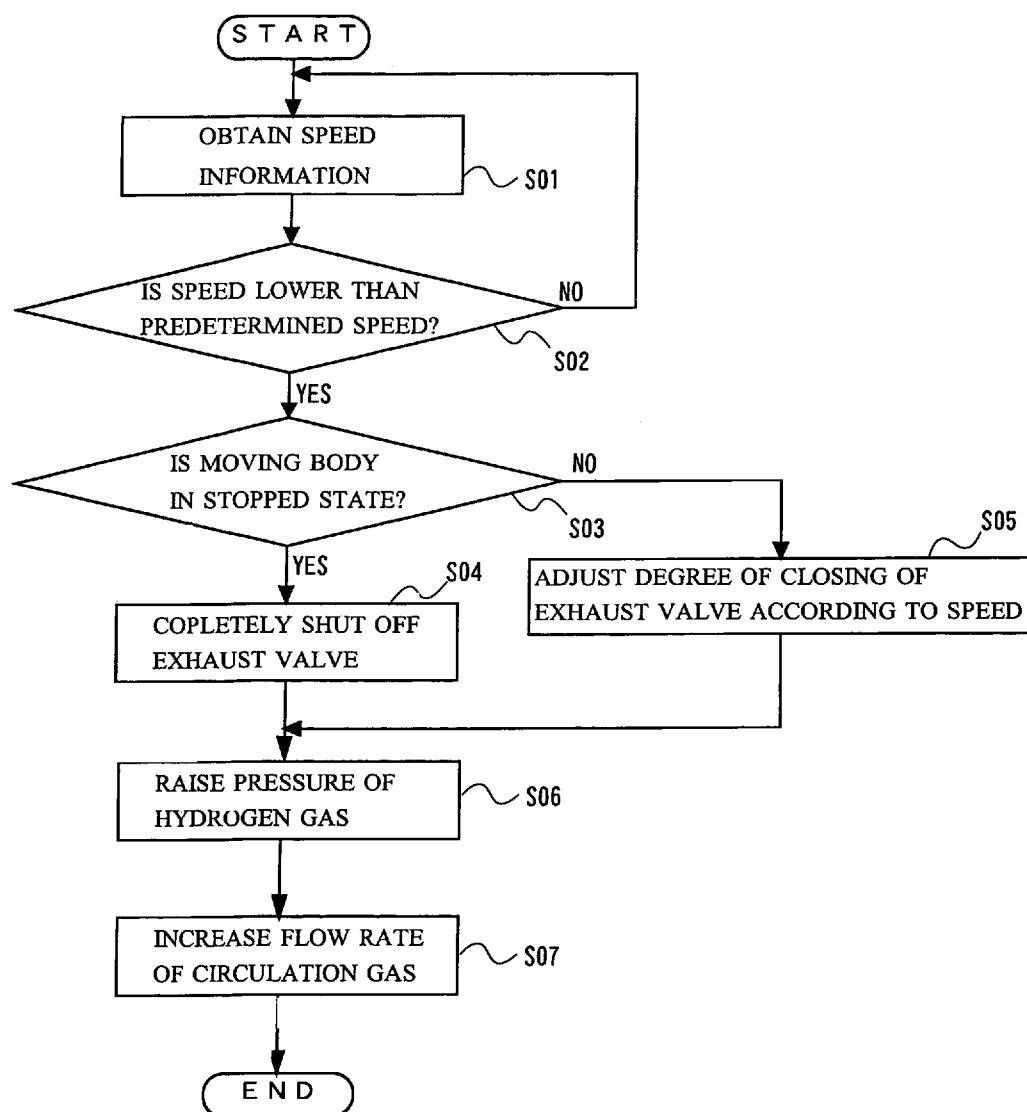 START
OBTAIN SPEED
INFORMATION
S01
IS SPEED LOWER THAN
PREDETERMINED SPEED?
NO
S02
YES
IS MOVING BODY
IN STOPPED STATE?
NO
S03
YES
S04
COPLETELY SHUT OFF
EXHAUST VALVE
S05
ADJUST DEGREE OF CLOSING OF
EXHAUST VALVE ACCORDING TO SPEED
RAISE PRESSURE OF
HYDROGEN GAS
S06
INCREASE FLOW RATE
OF CIRCULATION GAS
S07
END